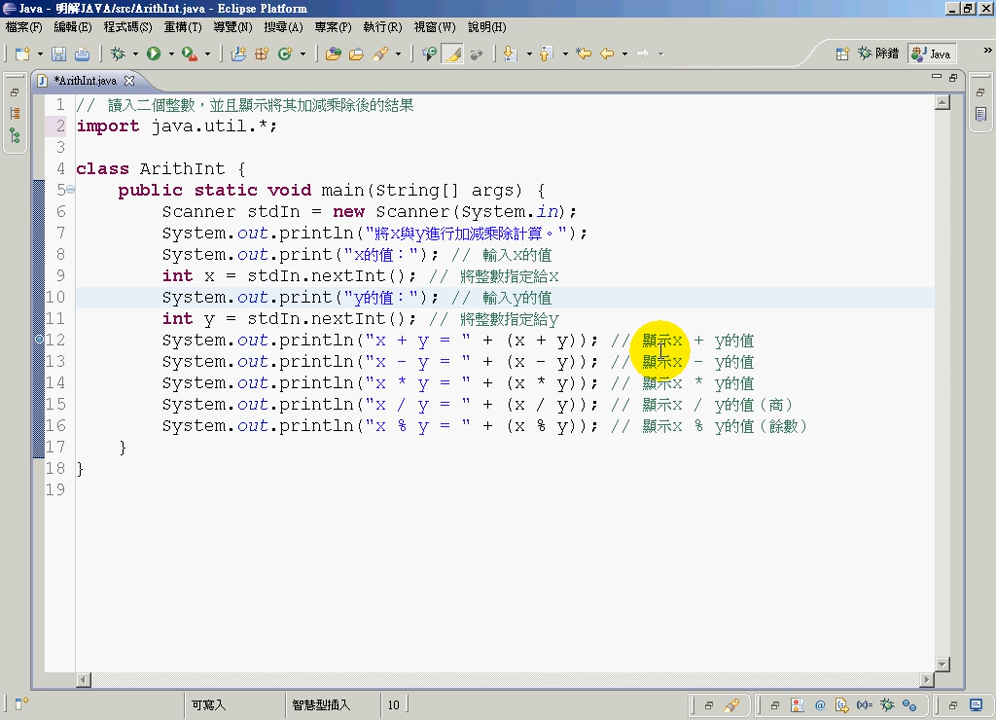 Java - 明解JAVA/src/ArithInt.java - Eclipse Platform
檔案(F) 編輯(E) 程式碼(S) 重構(T) 導覽(N) 搜尋(A) 專案(P) 執行(R) 視窗(W) 說明(H)
除錯 Java »
*ArithInt.java
1 // 讀入二個整數，並且顯示將其加減乘除後的結果
2 import java.util.*;
3
4 class ArithInt {
5 public static void main(String[] args) {
6 Scanner stdIn = new Scanner(System.in);
7 System.out.println("將x與y進行加減乘除計算。");
8 System.out.print("x的值："); // 輸入x的值
9 int x = stdIn.nextInt(); // 將整數指定給x
10 System.out.print("y的值："); // 輸入y的值
11 int y = stdIn.nextInt(); // 將整數指定給y
12 System.out.println("x + y = " + (x + y)); // 顯示x + y的值
13 System.out.println("x - y = " + (x - y)); // 顯示x - y的值
14 System.out.println("x * y = " + (x * y)); // 顯示x * y的值
15 System.out.println("x / y = " + (x / y)); // 顯示x / y的值（商）
16 System.out.println("x % y = " + (x % y)); // 顯示x % y的值（餘數）
17 }
18 }
19
可寫入 智慧型插入 10